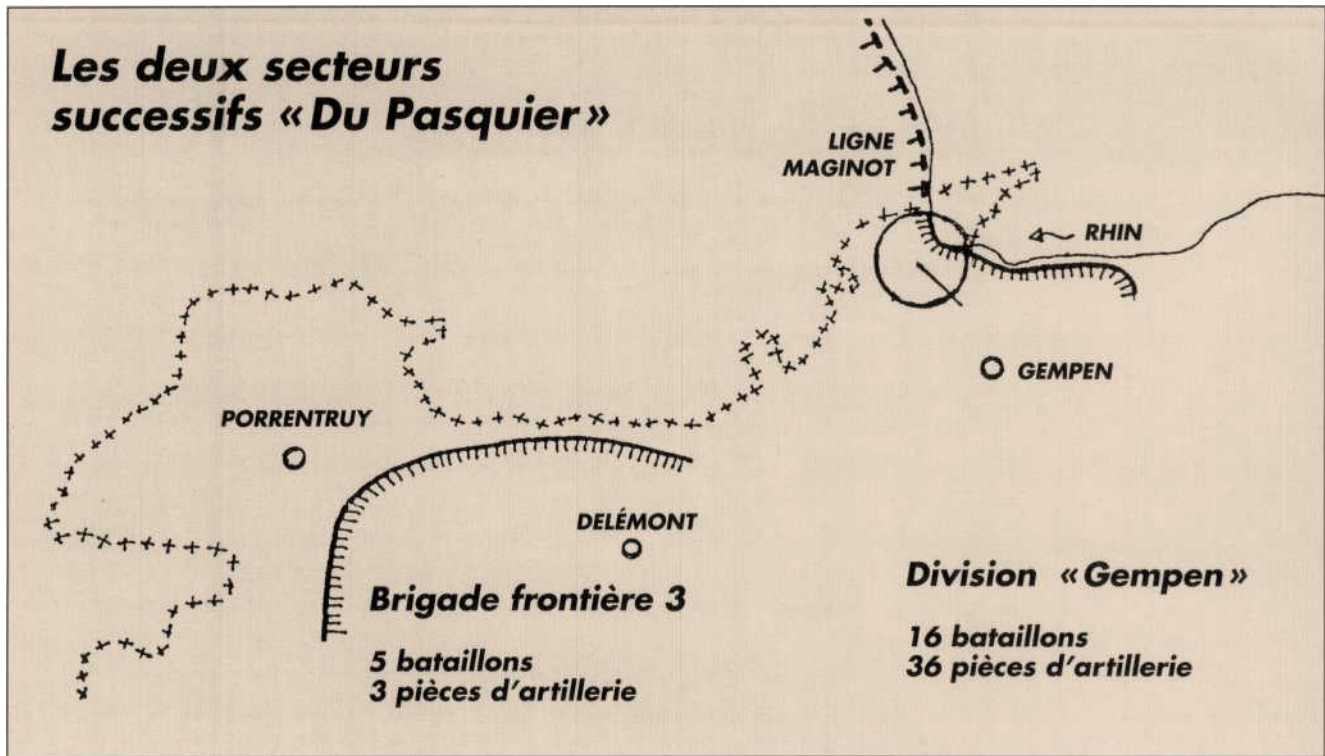 Les deux secteurs
successifs « Du Pasquier »
LIGNE
MAGINOT
RHIN
GEMPEN
PORRENTRUY
DELÉMONT
Brigade frontière 3
5 bataillons
3 pièces d'artillerie
Division « Gempen »
16 bataillons
36 pièces d'artillerie